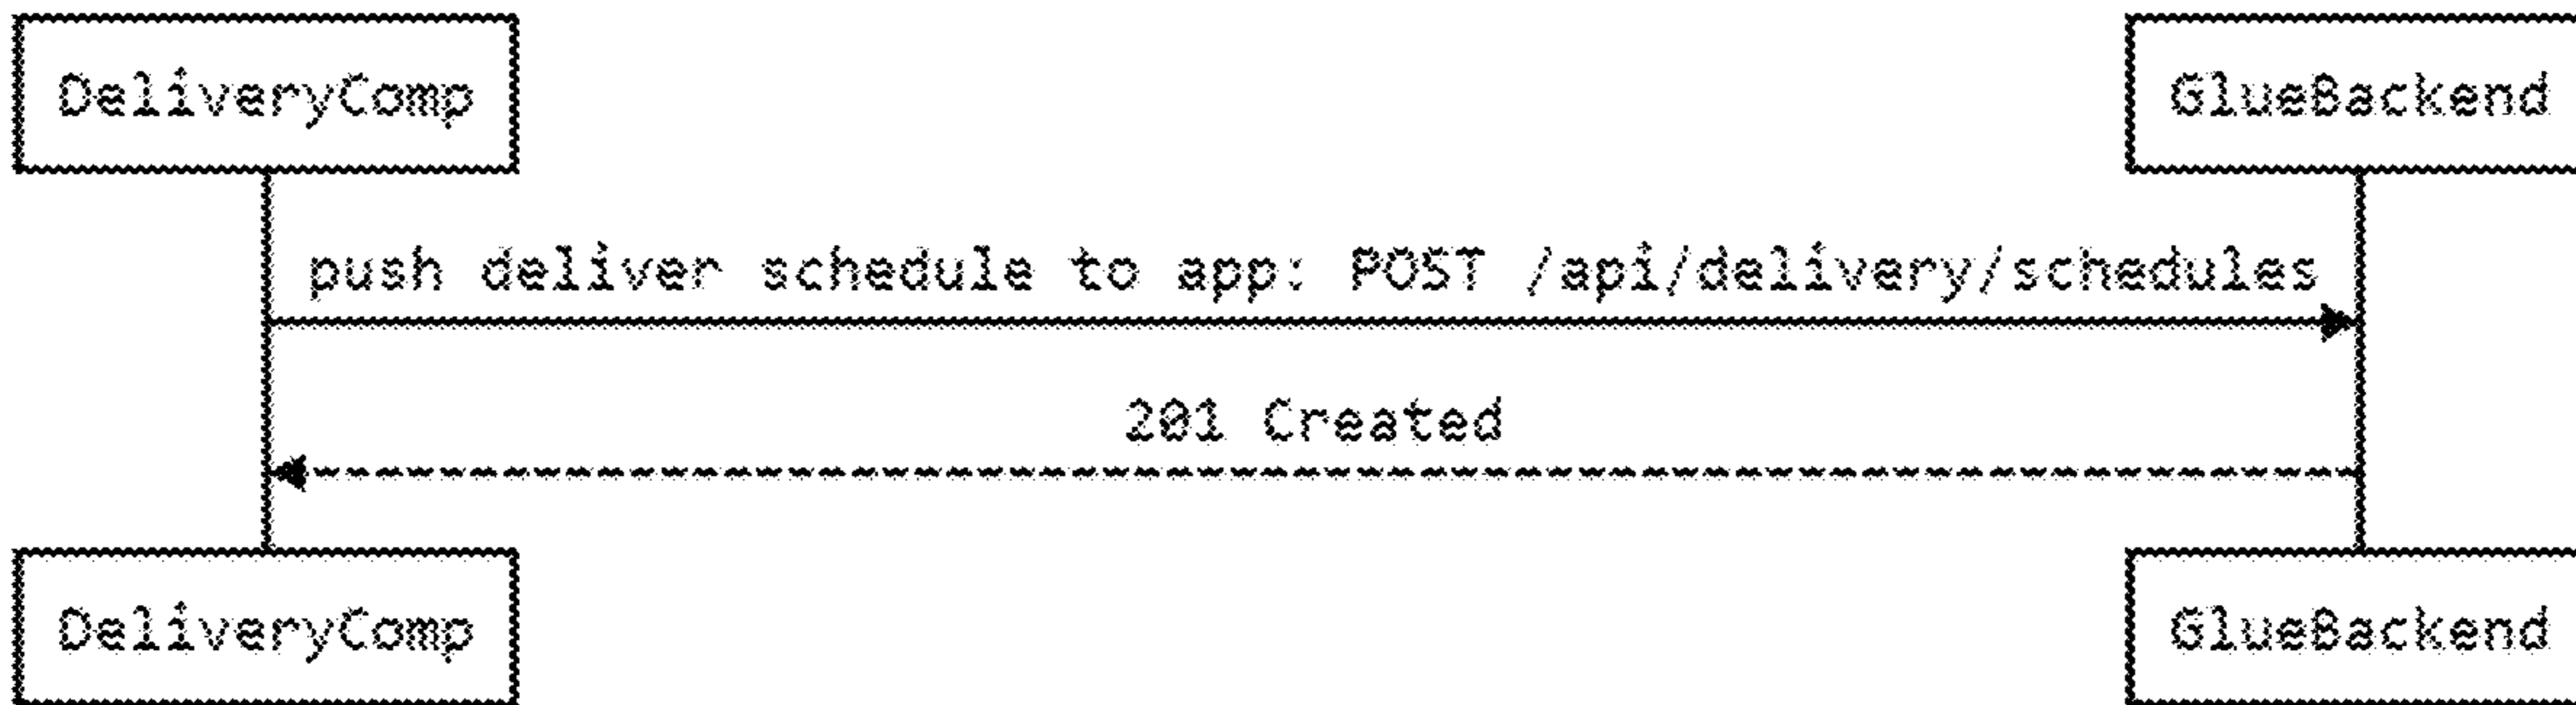 DeliveryComp
GlueBackend
push deliver schedule to app: POST /api/delivery/schedules
201 Created
DeliveryComp
GlueBackend